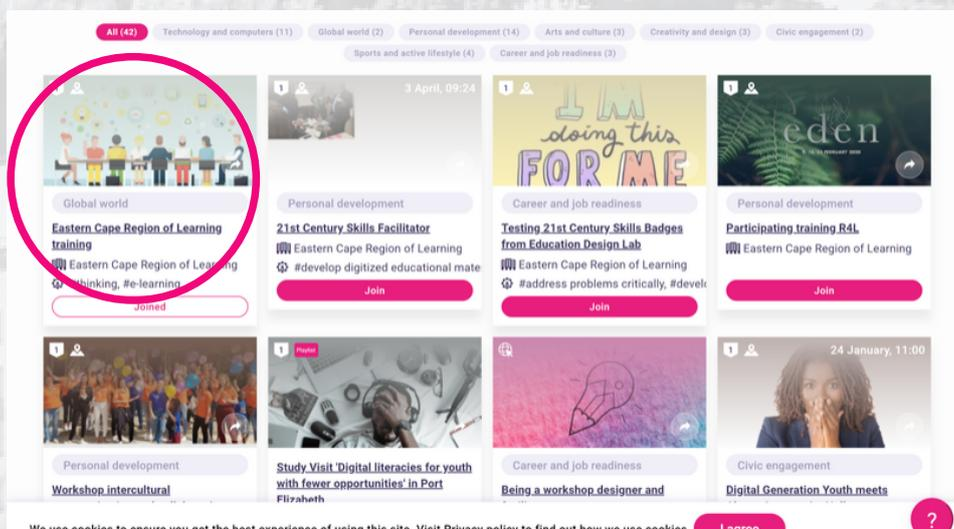 All (42)
Technology and computers (11)
Global world (2)
Personal development (14)
Arts and culture (3)
Creativity and design (3)
Civic engagement (2)
Sports and active lifestyle (4)
Career and job readiness (3)
1
Global world
Eastern Cape Region of Learning
training
Eastern Cape Region of Learning
#thinking, #e-learning
Joined
1
3 April, 09:24
Personal development
21st Century Skills Facilitator
Eastern Cape Region of Learning
#develop digitized educational mate
Join
1
I'M
doing this
FOR ME
Career and job readiness
Testing 21st Century Skills Badges
from Education Design Lab
Eastern Cape Region of Learning
#address problems critically, #develo
Join
1
eden
Personal development
Participating training R4L
Eastern Cape Region of Learning
Join
1
Personal development
Workshop intercultural
1
Playlist
Study Visit 'Digital literacies for youth
with fewer opportunities' in Port
Elizabeth
Career and job readiness
Being a workshop designer and
1
24 January, 11:00
Civic engagement
Digital Generation Youth meets
We use cookies to ensure you get the best experience of using this site. Visit Privacy policy to find out how we use cookies.
I agree
?